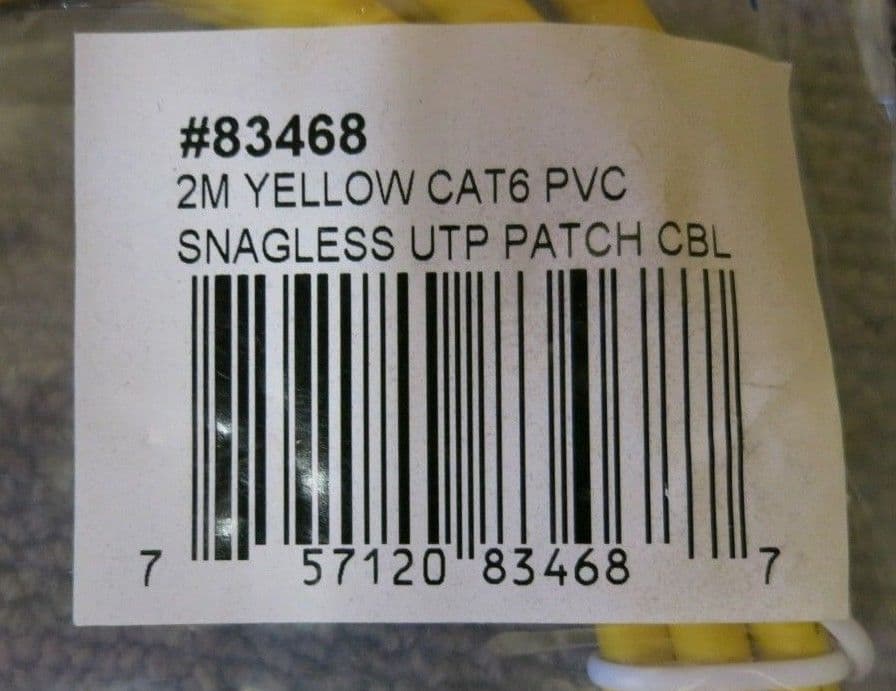 #83468
2M YELLOW CAT6 PVC
SNAGLESS UTP PATCH CBL
7 57120 83468 7